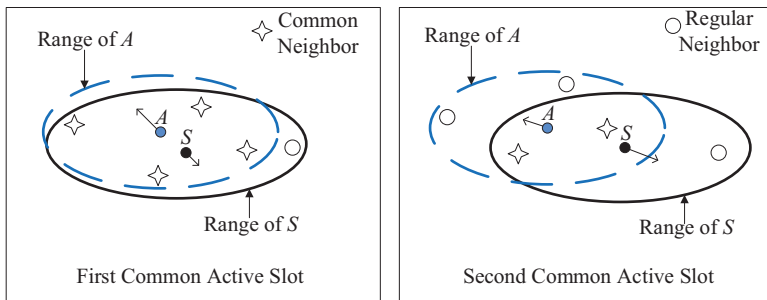 Common
Neighbor
Range of A
A
S
Range of S
First Common Active Slot
Regular
Neighbor
Range of A
A
S
Range of S
Second Common Active Slot